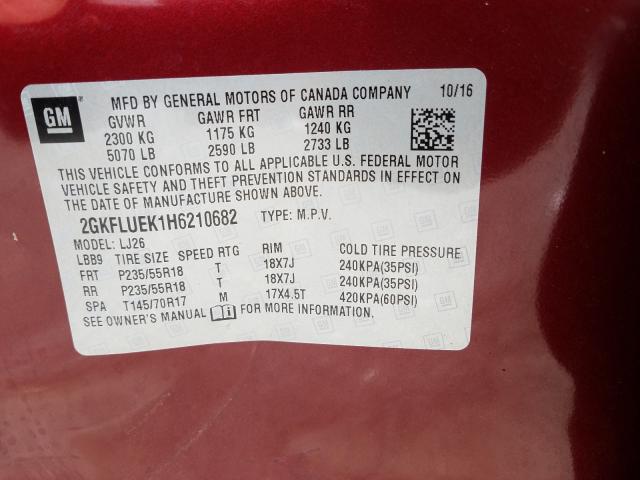 GM
MFD BY GENERAL MOTORS OF CANADA COMPANY 10/16
GVWR GAWR FRT GAWR RR
2300 KG 1175 KG 1240 KG
5070 LB 2590 LB 2733 LB
THIS VEHICLE CONFORMS TO ALL APPLICABLE U.S. FEDERAL MOTOR
VEHICLE SAFETY AND THEFT PREVENTION STANDARDS IN EFFECT ON
THE DATE OF MANUFACTURE SHOWN ABOVE.
2GKFLUEK1H6210682 TYPE: M.P.V.
MODEL: LJ26
LBB9 TIRE SIZE SPEED RTG RIM COLD TIRE PRESSURE
FRT P235/55R18 T 18X7J 240KPA(35PSI)
RR P235/55R18 T 18X7J 240KPA(35PSI)
SPA T145/70R17 M 17X4.5T 420KPA(60PSI)
SEE OWNER'S MANUAL FOR MORE INFORMATION.